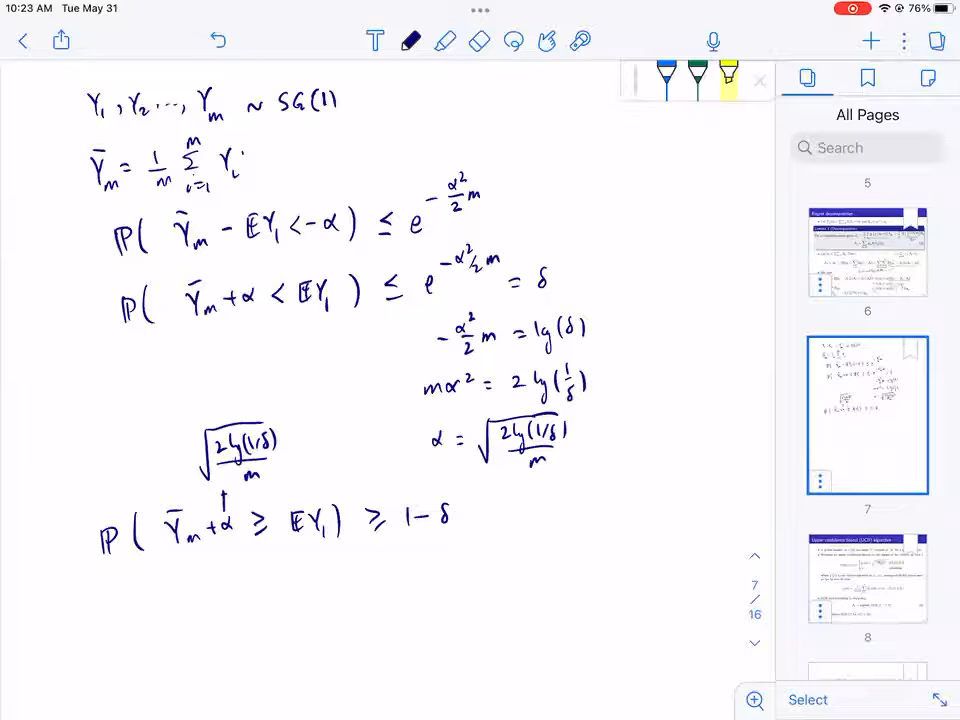 10:23 AM Tue May 31
76%
Y₁, Y₂ ..., Yₘ ~ SG(1)
Ȳₘ = 1/m Σᵢ₌₁ᵐ Yᵢ
ℙ( Ȳₘ - 𝔼Y₁ < -α ) ≤ e^(-α²/2 m)
ℙ( Ȳₘ + α < 𝔼Y₁ ) ≤ e^(-α²/2 m) = δ
-α²/2 m = lg(δ)
mα² = 2 lg(1/δ)
α = √(2lg(1/δ)/m)
√(2lg(1/δ)/m)
↑
ℙ( Ȳₘ + α ≥ 𝔼Y₁ ) ≥ 1 - δ
All Pages
Search
5
6
7
8
7
/
16
Select